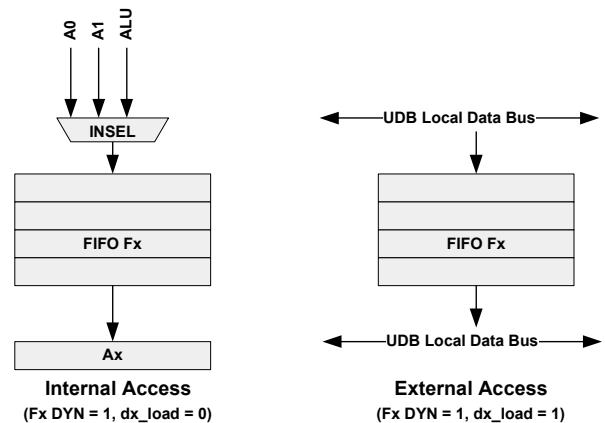 A0 A1 ALU
INSEL
FIFO Fx
Ax
Internal Access
(Fx DYN = 1, dx_load = 0)
UDB Local Data Bus
FIFO Fx
UDB Local Data Bus
External Access
(Fx DYN = 1, dx_load = 1)